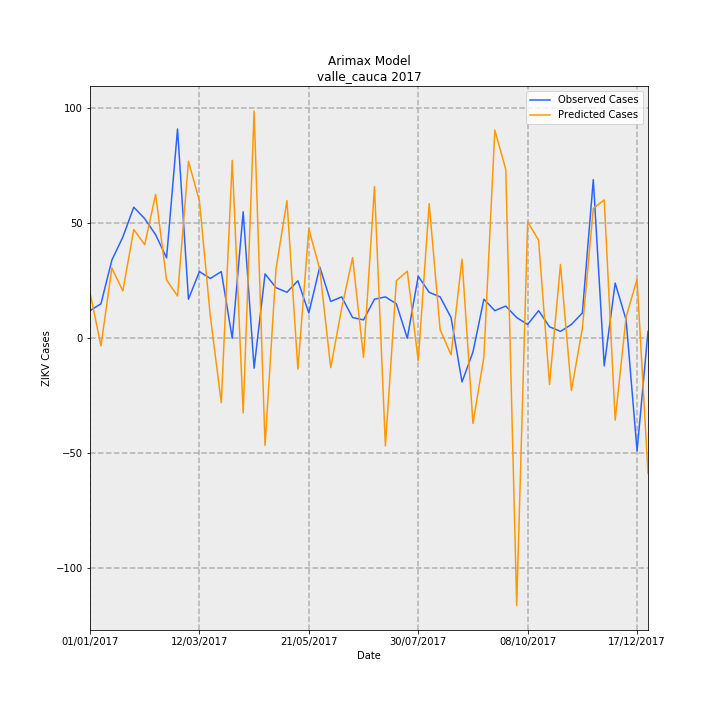 Arimax Model
valle_cauca 2017
Observed Cases
Predicted Cases
100
50
0
−50
−100
ZIKV Cases
01/01/2017
12/03/2017
21/05/2017
30/07/2017
08/10/2017
17/12/2017
Date